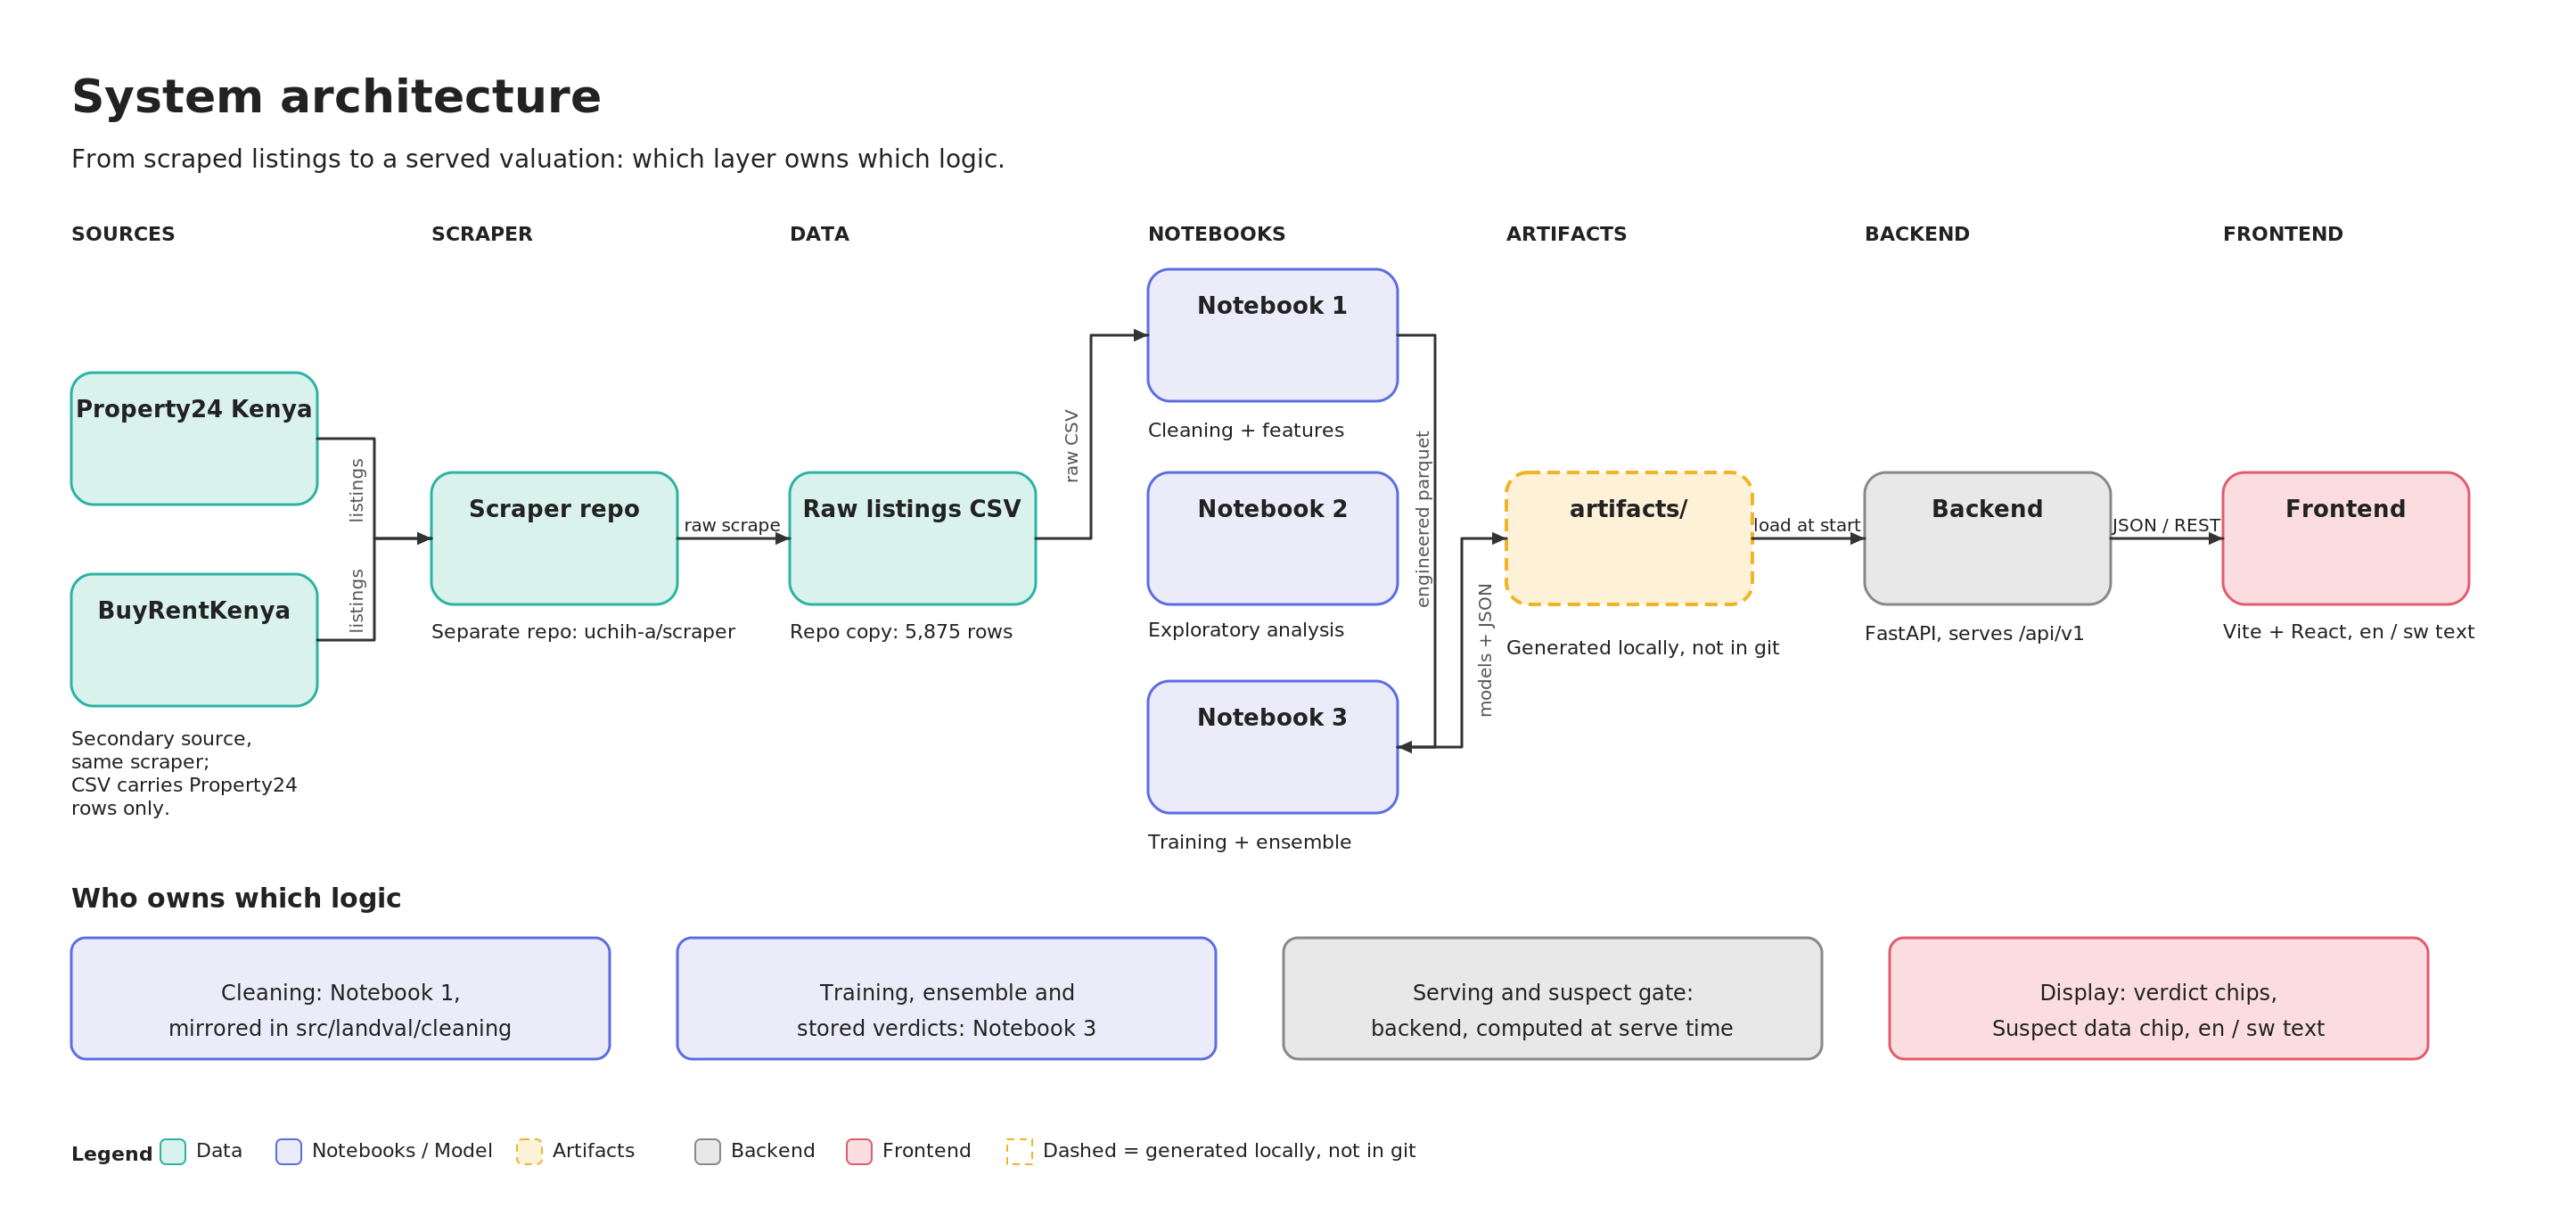 System architecture
From scraped listings to a served valuation: which layer owns which logic.
SOURCES
SCRAPER
DATA
NOTEBOOKS
ARTIFACTS
BACKEND
FRONTEND
Property24 Kenya
BuyRentKenya
Secondary source,
same scraper;
CSV carries Property24
rows only.
listings
listings
Scraper repo
Separate repo: uchih-a/scraper
raw scrape
Raw listings CSV
Repo copy: 5,875 rows
raw CSV
Notebook 1
Cleaning + features
Notebook 2
Exploratory analysis
Notebook 3
Training + ensemble
engineered parquet
models + JSON
artifacts/
Generated locally, not in git
load at start
Backend
FastAPI, serves /api/v1
JSON / REST
Frontend
Vite + React, en / sw text
Who owns which logic
Cleaning: Notebook 1,
mirrored in src/landval/cleaning
Training, ensemble and
stored verdicts: Notebook 3
Serving and suspect gate:
backend, computed at serve time
Display: verdict chips,
Suspect data chip, en / sw text
Legend
Data
Notebooks / Model
Artifacts
Backend
Frontend
Dashed = generated locally, not in git